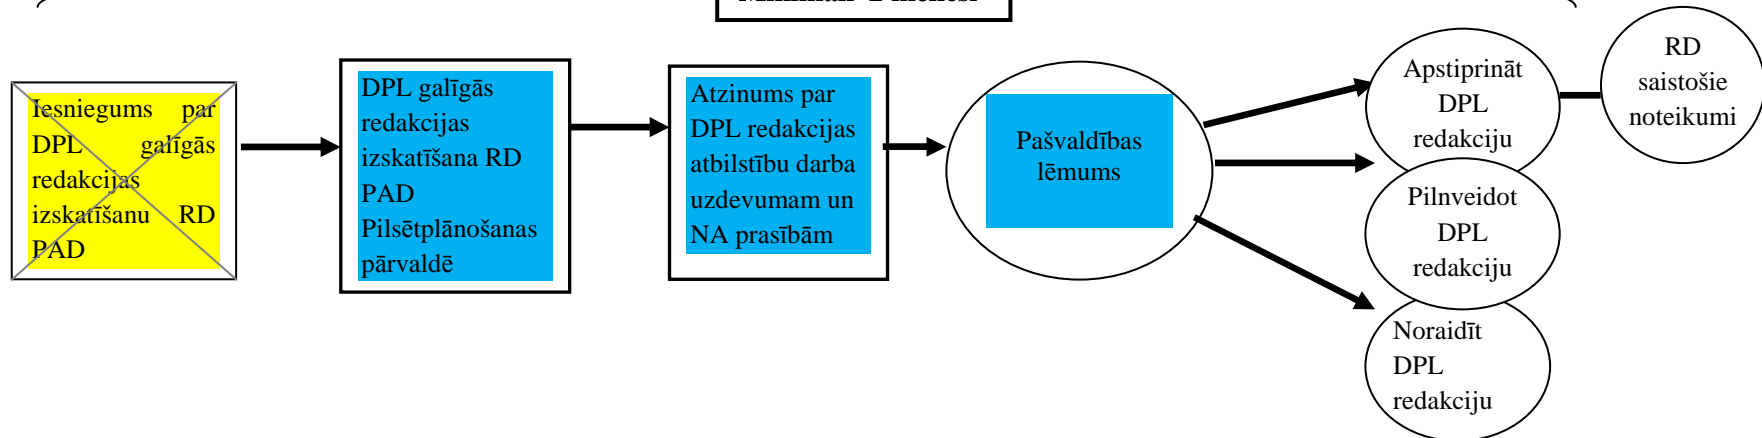 Iesniegums par
DPL galīgās
redakcijas
izskatīšanu RD
PAD
DPL galīgās
redakcijas
izskatīšana RD
PAD
Pilsētplānošanas
pārvaldē
Atzinums par
DPL redakcijas
atbilstību darba
uzdevumam un
NA prasībām
Pašvaldības
lēmums
Apstiprināt
DPL
redakciju
RD
saistošie
noteikumi
Pilnveidot
DPL
redakciju
Noraidīt
DPL
redakciju